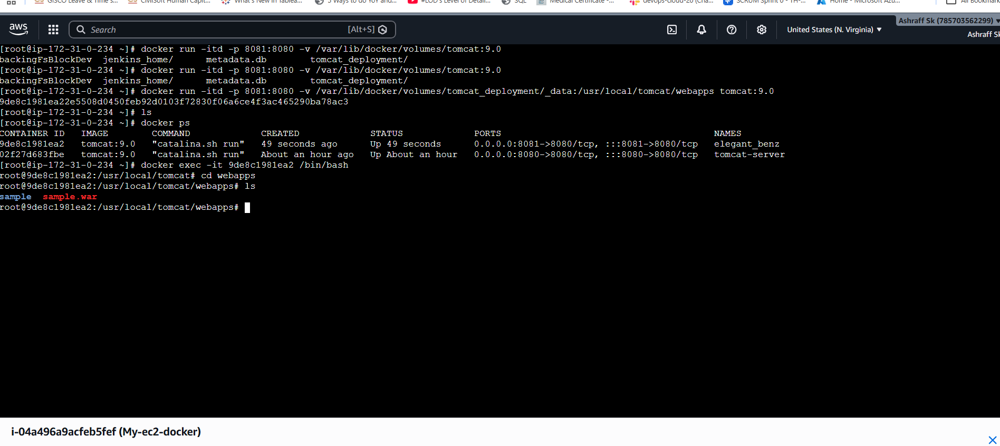 GISCO Leave & Time s... CiviSoft Human Capit... What's New in Tablea... 5 Ways to do YoY and... #LOD's Level of Detail... SQL Medical Certificate -... devops-cloud-20 (Cha... SCRUM Sprint 0 - TH-... Home - Microsoft Azu... All Bookmark
aws Search [Alt+S] United States (N. Virginia) ▼ Ashraff Sk (785703562299) ▼
Ashraff Sk
[root@ip-172-31-0-234 ~]# docker run -itd -p 8081:8080 -v /var/lib/docker/volumes/tomcat:9.0
backingFsBlockDev jenkins_home/ metadata.db tomcat_deployment/
[root@ip-172-31-0-234 ~]# docker run -itd -p 8081:8080 -v /var/lib/docker/volumes/tomcat:9.0
backingFsBlockDev jenkins_home/ metadata.db tomcat_deployment/
[root@ip-172-31-0-234 ~]# docker run -itd -p 8081:8080 -v /var/lib/docker/volumes/tomcat_deployment/_data:/usr/local/tomcat/webapps tomcat:9.0
9de8c1981ea22e5508d0450feb92d0103f72830f06a6ce4f3ac465290ba78ac3
[root@ip-172-31-0-234 ~]# ls
[root@ip-172-31-0-234 ~]# docker ps
CONTAINER ID IMAGE COMMAND CREATED STATUS PORTS NAMES
9de8c1981ea2 tomcat:9.0 "catalina.sh run" 49 seconds ago Up 49 seconds 0.0.0.0:8081->8080/tcp, :::8081->8080/tcp elegant_benz
02f27d683fbe tomcat:9.0 "catalina.sh run" About an hour ago Up About an hour 0.0.0.0:8080->8080/tcp, :::8080->8080/tcp tomcat-server
[root@ip-172-31-0-234 ~]# docker exec -it 9de8c1981ea2 /bin/bash
root@9de8c1981ea2:/usr/local/tomcat# cd webapps
root@9de8c1981ea2:/usr/local/tomcat/webapps# ls
sample sample.war
root@9de8c1981ea2:/usr/local/tomcat/webapps#
i-04a496a9acfeb5fef (My-ec2-docker)